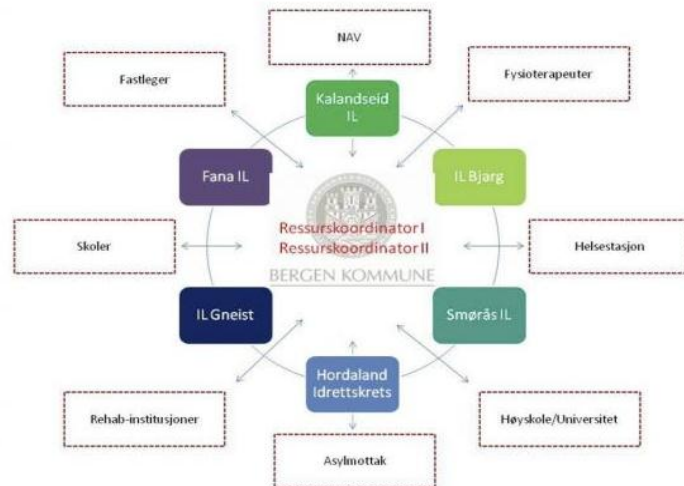 NAV
Fastleger
Fysioterapeuter
Kalandseid
IL
Fana IL
IL Bjarg
Ressurskoordinator I
Ressurskoordinator II
Skoler
Helsestasjon
BERGEN KOMMUNE
IL Gneist
Smørås IL
Hordaland
Idrettskrets
Rehab-institusjoner
Høyskole/Universitet
Asylmottak